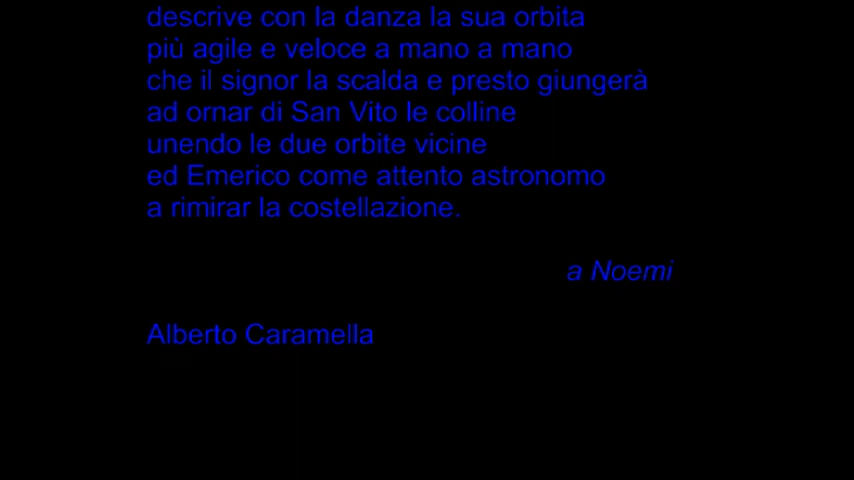 descrive con la danza la sua orbita
più agile e veloce a mano a mano
che il signor la scalda e presto giungerà
ad ornar di San Vito le colline
unendo le due orbite vicine
ed Emerico come attento astronomo
a rimirar la costellazione.
a Noemi
Alberto Caramella